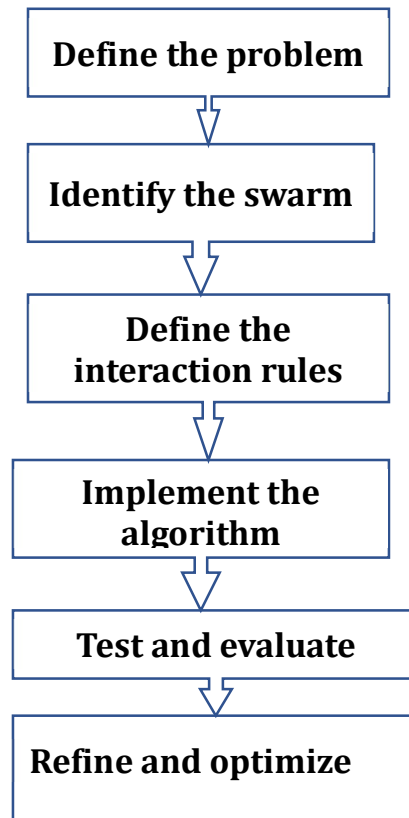 Define the problem
Identify the swarm
Define the
interaction rules
Implement the
algorithm
Test and evaluate
Refine and optimize